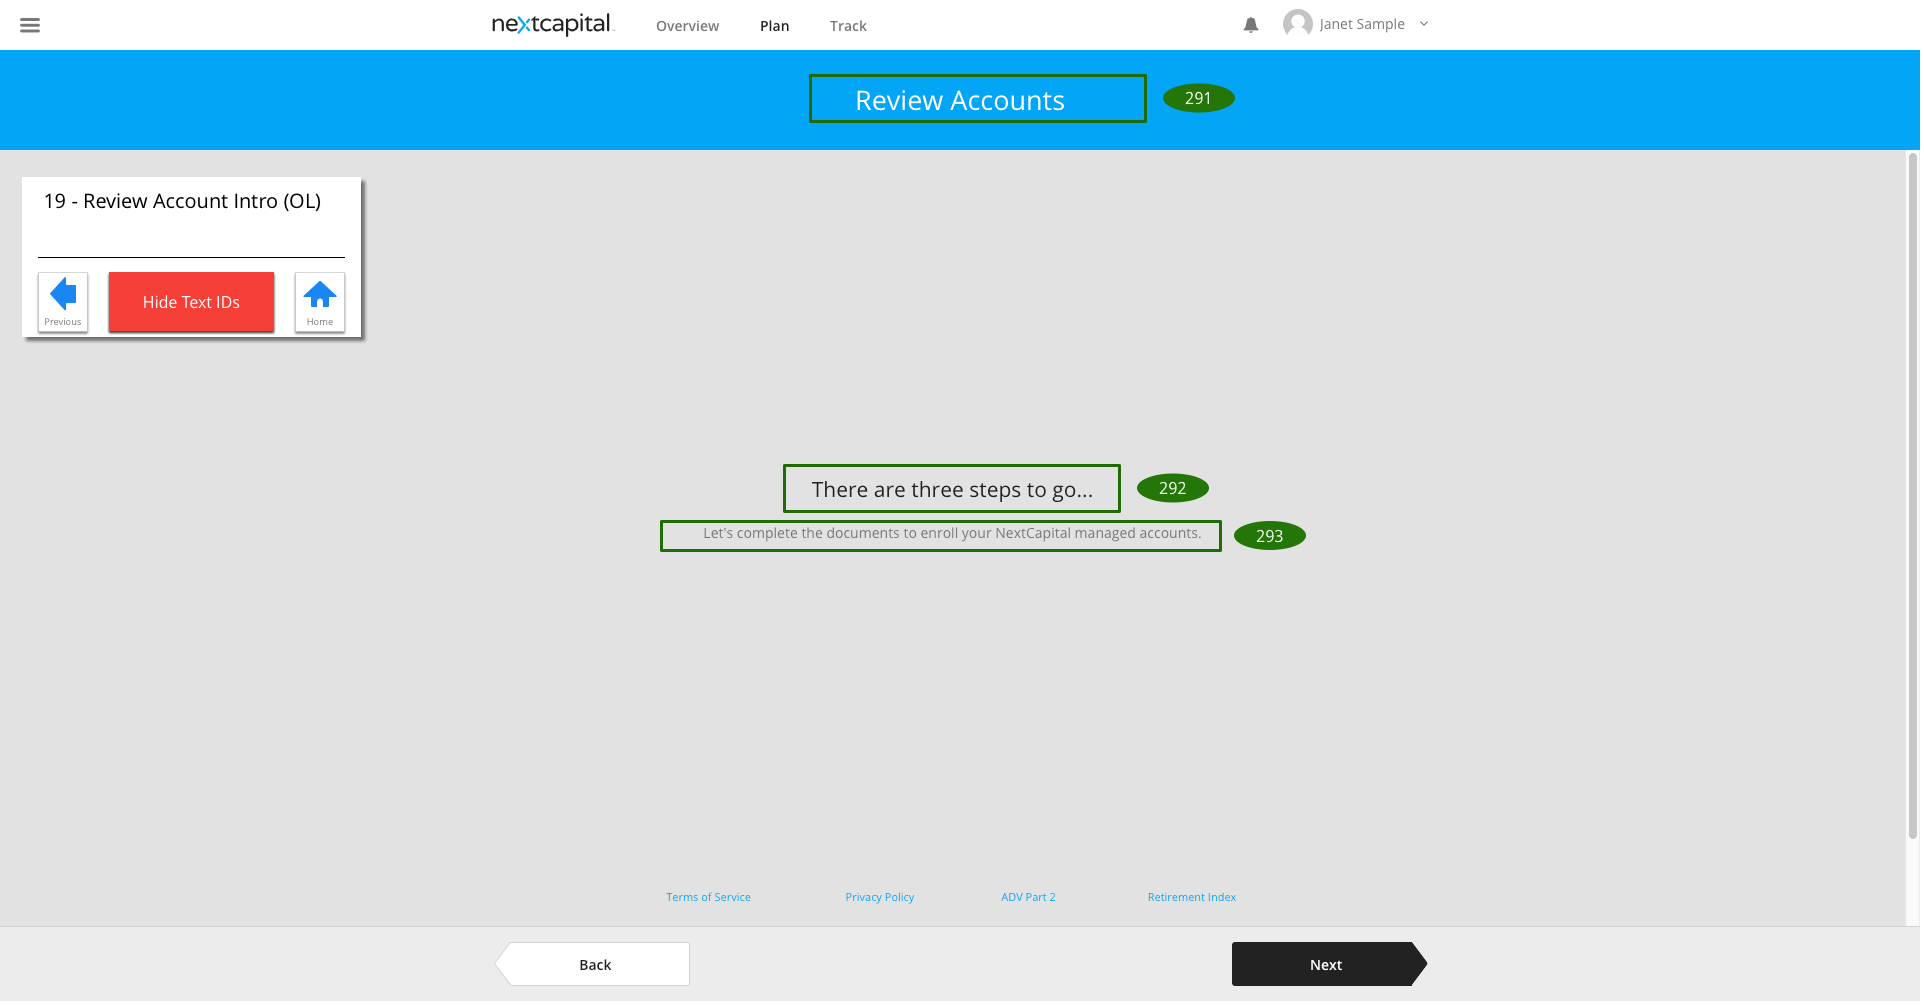 nextcapital
Overview
Plan
Track
Janet Sample
Review Accounts
291
19 - Review Account Intro (OL)
Previous
Hide Text IDs
Home
There are three steps to go...
292
Let's complete the documents to enroll your NextCapital managed accounts.
293
Terms of Service
Privacy Policy
ADV Part 2
Retirement Index
Back
Next